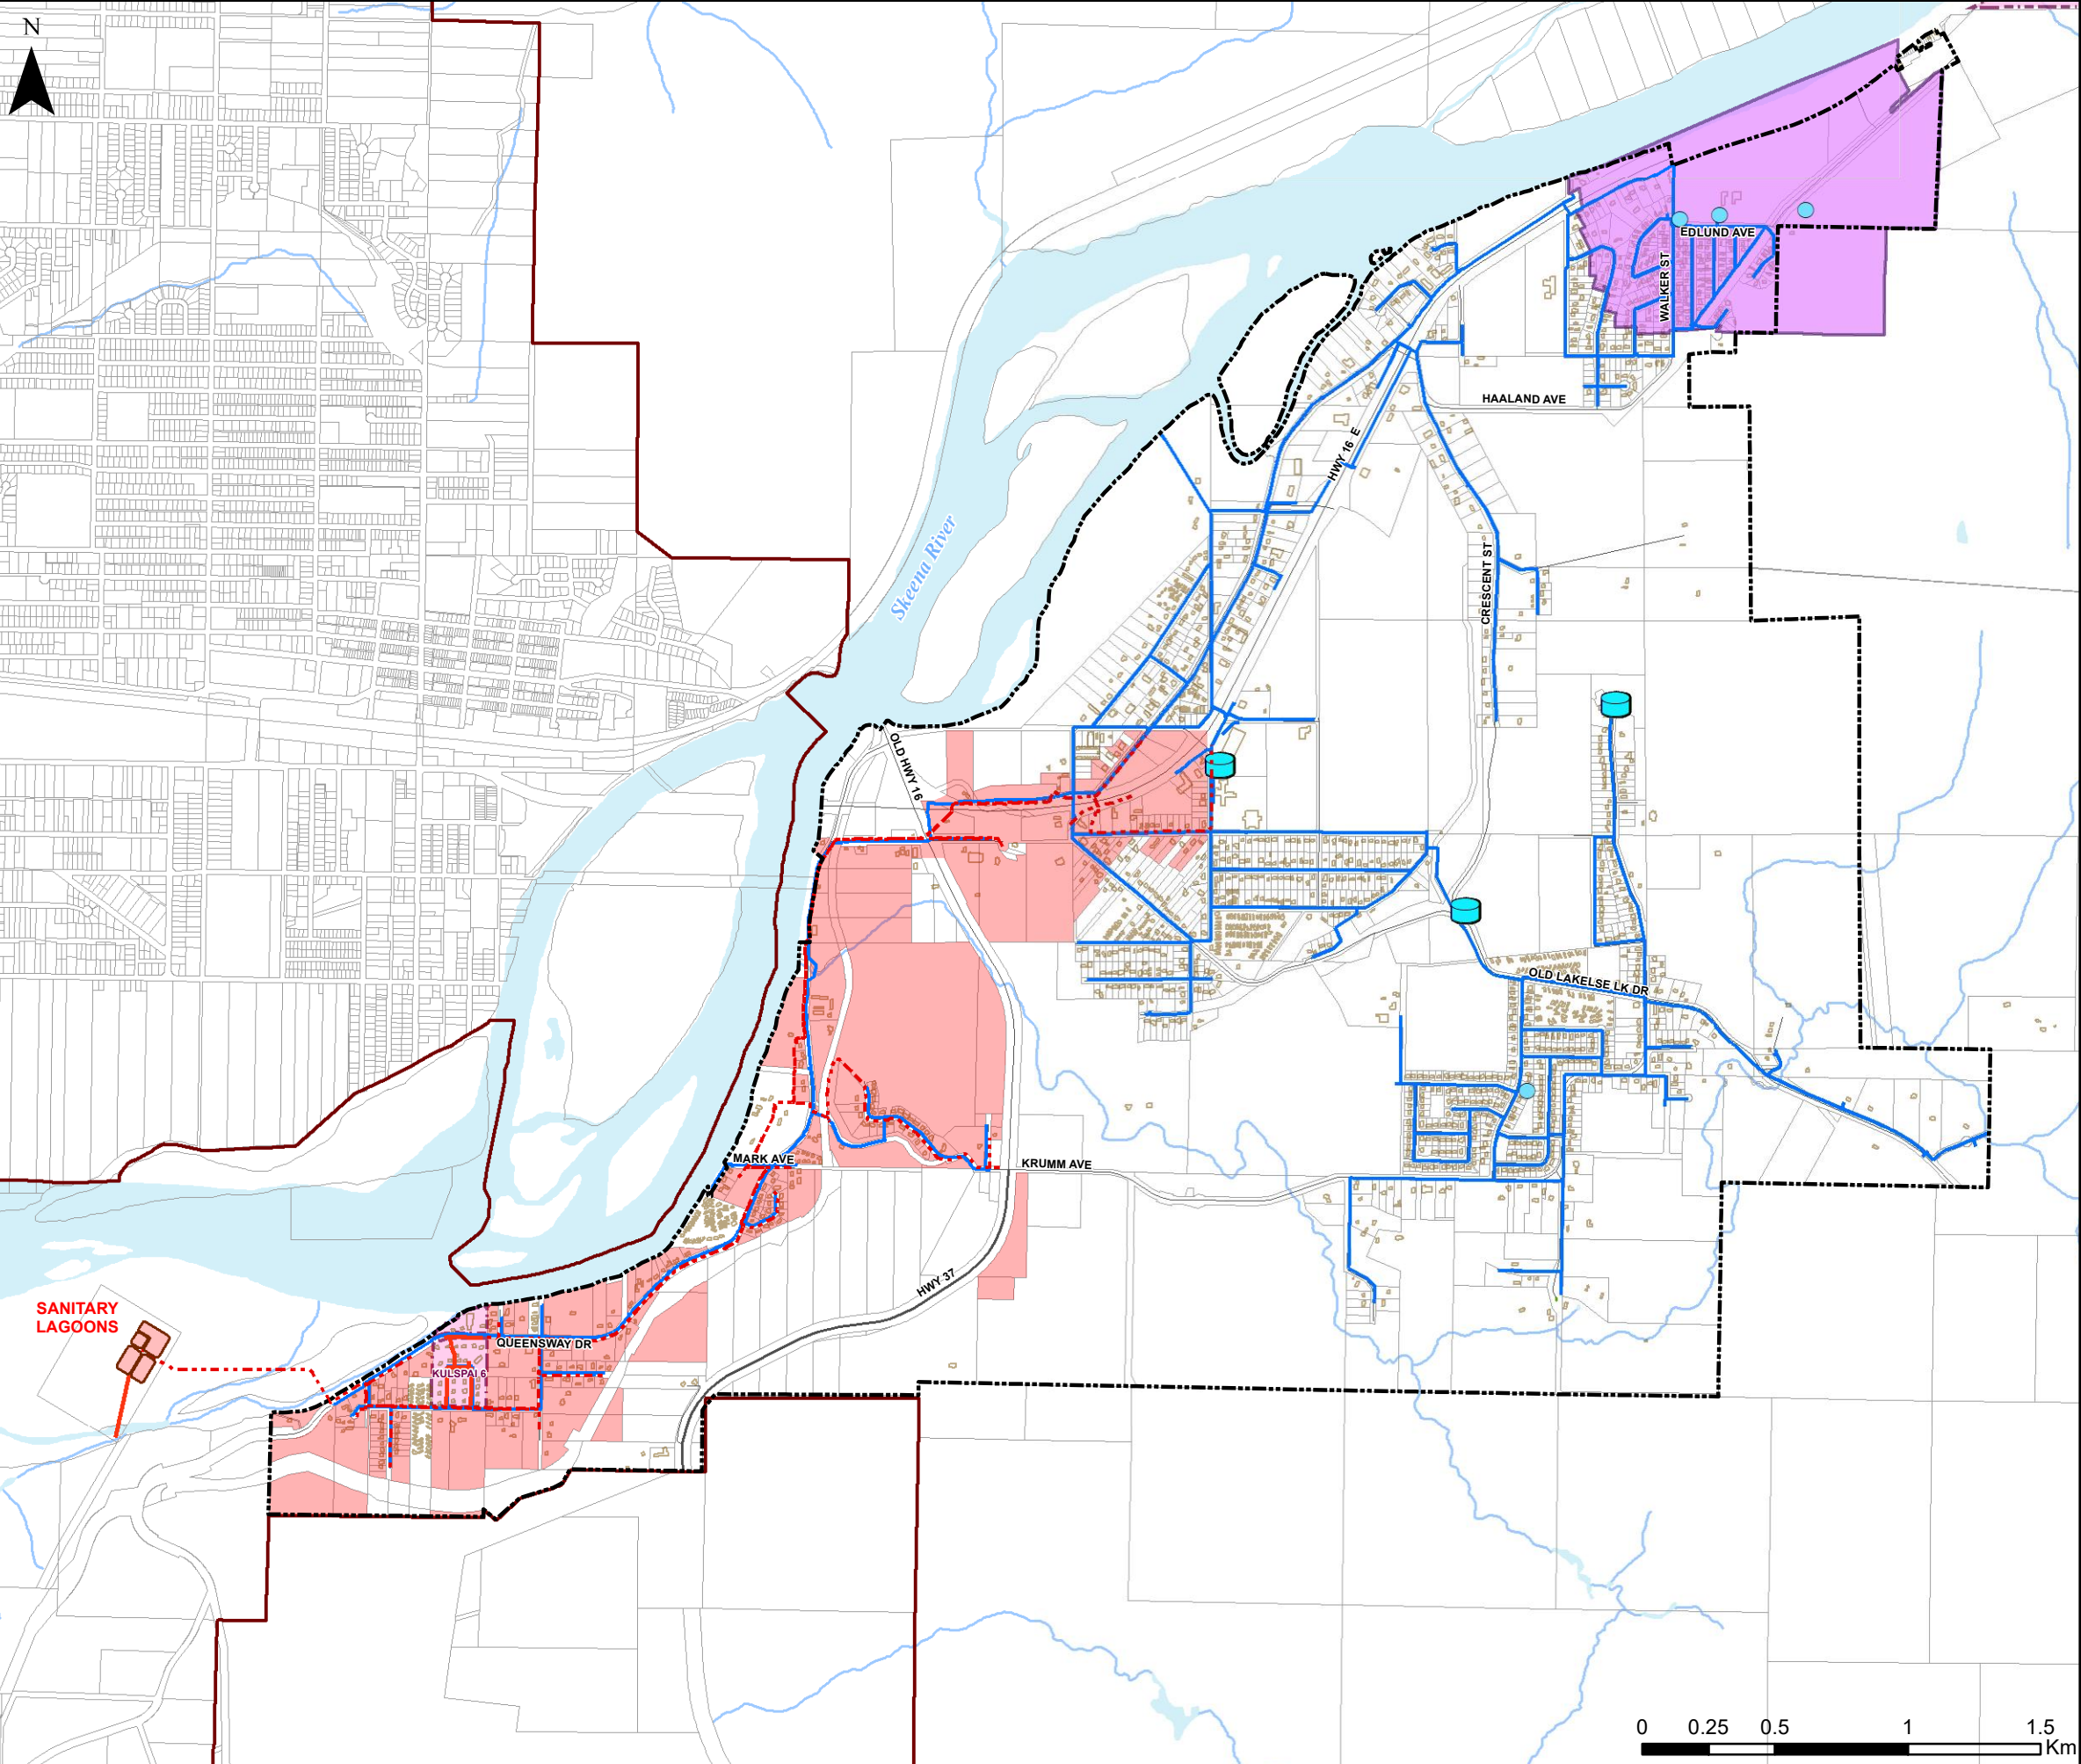 N
EDLUND AVE
WALKER ST
HAALAND AVE
HWY 16 E
Skeena River
CRESCENT ST
OLD HWY 16
OLD LAKELSE LK DR
MARK AVE
KRUMM AVE
HWY 37
SANITARY
LAGOONS
QUEENSWAY DR
KULSPAI 6
0 0.25 0.5 1 1.5
Km